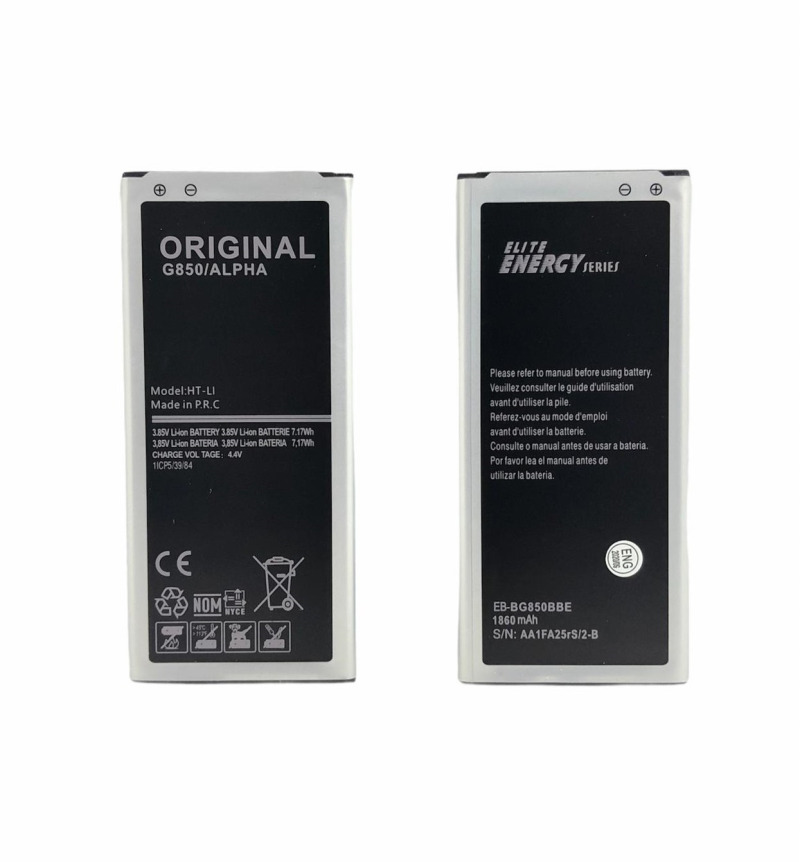 ORIGINAL
G850/ALPHA
Model:HT-LI
Made in P.R.C
3.85V Li-ion BATTERY 3.85V Li-ion BATTERIE 7.17Wh
3,85V Li-ion BATERIA 3,85V Li-ion BATERIA 7,17Wh
CHARGE VOL TAGE: 4.4V
1ICP5/39/84
CE
NOM
NYCE
ELITE
ENERGY SERIES
Please refer to manual before using battery.
Veuillez consulter le guide d'utilisation
avant d'utiliser la pile.
Referez-vous au mode d'emploi
avant d'utiliser la batterie.
Consulte o manual antes de usar a bateria.
Por favor lea el manual antes de
utilizar la bateria.
ENG
EB-BG850BBE
1860 mAh
S/N: AA1FA25rS/2-B